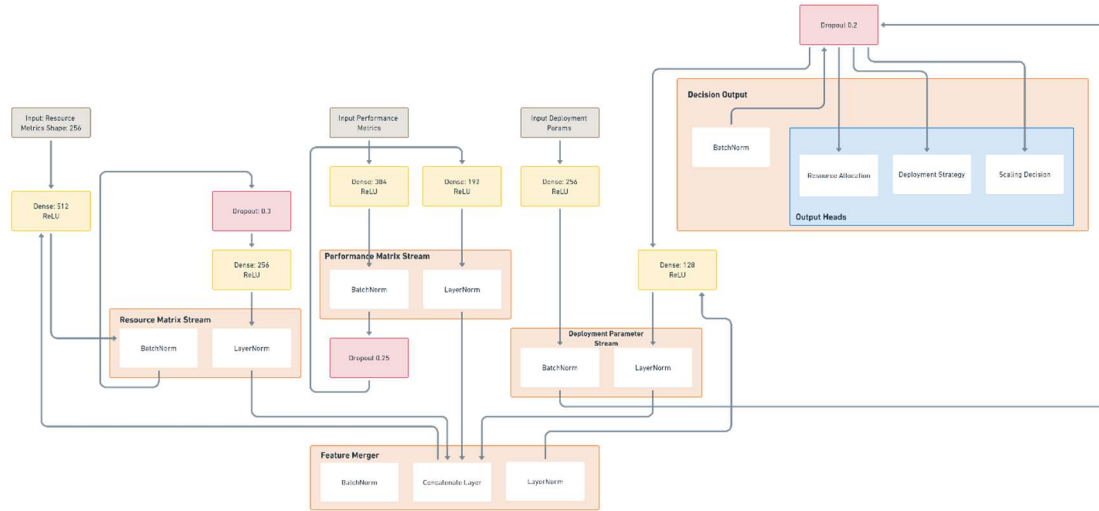 Dropout 0.2
Decision Output
BatchNorm
Resource Allocation
Deployment Strategy
Scaling Decision
Output Heads
Input: Resource
Metrics Shape: 256
Input Performance
Metrics
Input Deployment
Params
Dense: 512
ReLU
Dropout: 0.3
Dense: 256
ReLU
Dense: 384
ReLU
Dense: 192
ReLU
Dense: 256
ReLU
Dense: 128
ReLU
Resource Matrix Stream
BatchNorm
LayerNorm
Performance Matrix Stream
BatchNorm
LayerNorm
Dropout 0.25
Deployment Parameter
Stream
BatchNorm
LayerNorm
Feature Merger
BatchNorm
Concatenate Layer
LayerNorm